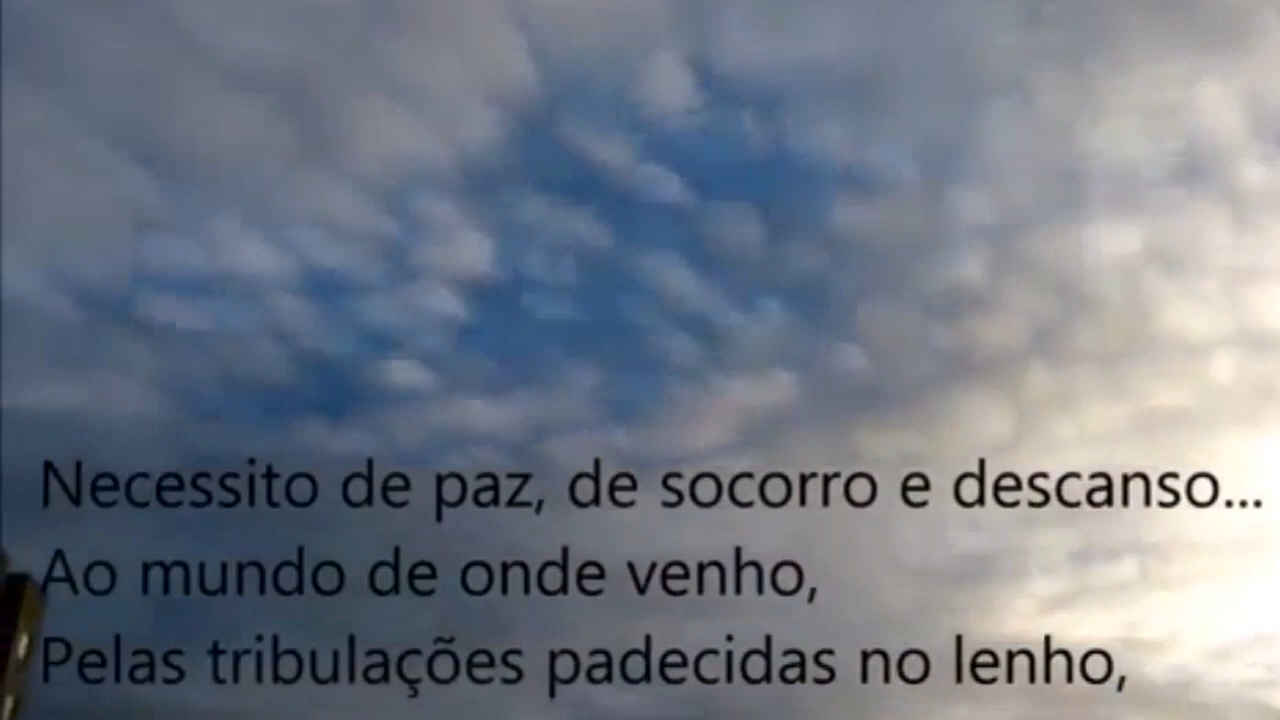 Necessito de paz, de socorro e descanso...
Ao mundo de onde venho,
Pelas tribulações padecidas no lenho,